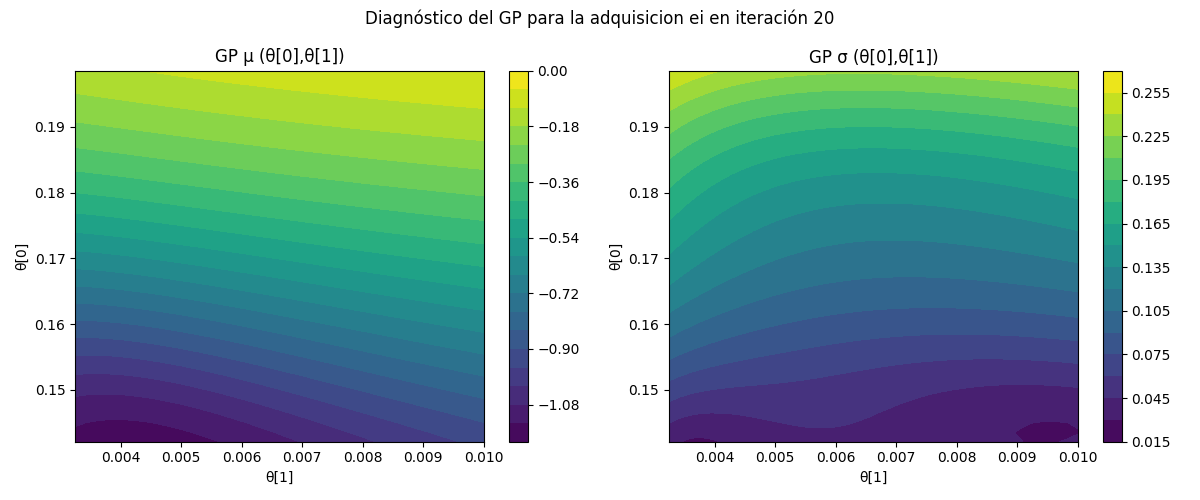 Diagnóstico del GP para la adquisicion ei en iteración 20
GP μ (θ[0],θ[1])
θ[0]
0.19
0.18
0.17
0.16
0.15
0.004 0.005 0.006 0.007 0.008 0.009 0.010
θ[1]
0.00
−0.18
−0.36
−0.54
−0.72
−0.90
−1.08
GP σ (θ[0],θ[1])
θ[0]
0.19
0.18
0.17
0.16
0.15
0.004 0.005 0.006 0.007 0.008 0.009 0.010
θ[1]
0.255
0.225
0.195
0.165
0.135
0.105
0.075
0.045
0.015